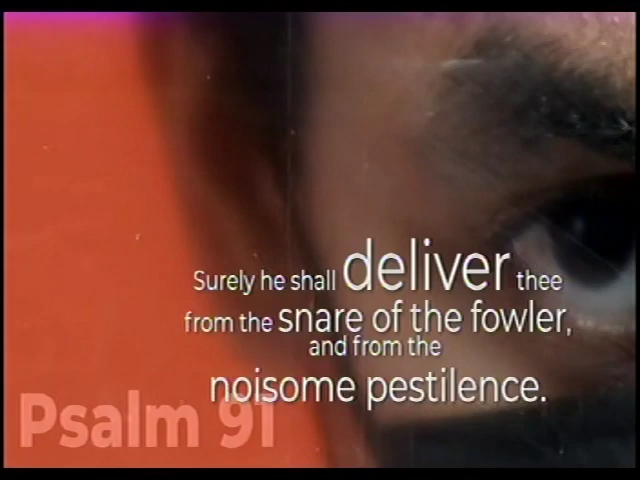 Surely he shall deliver thee
from the snare of the fowler,
and from the
noisome pestilence.
Psalm 91